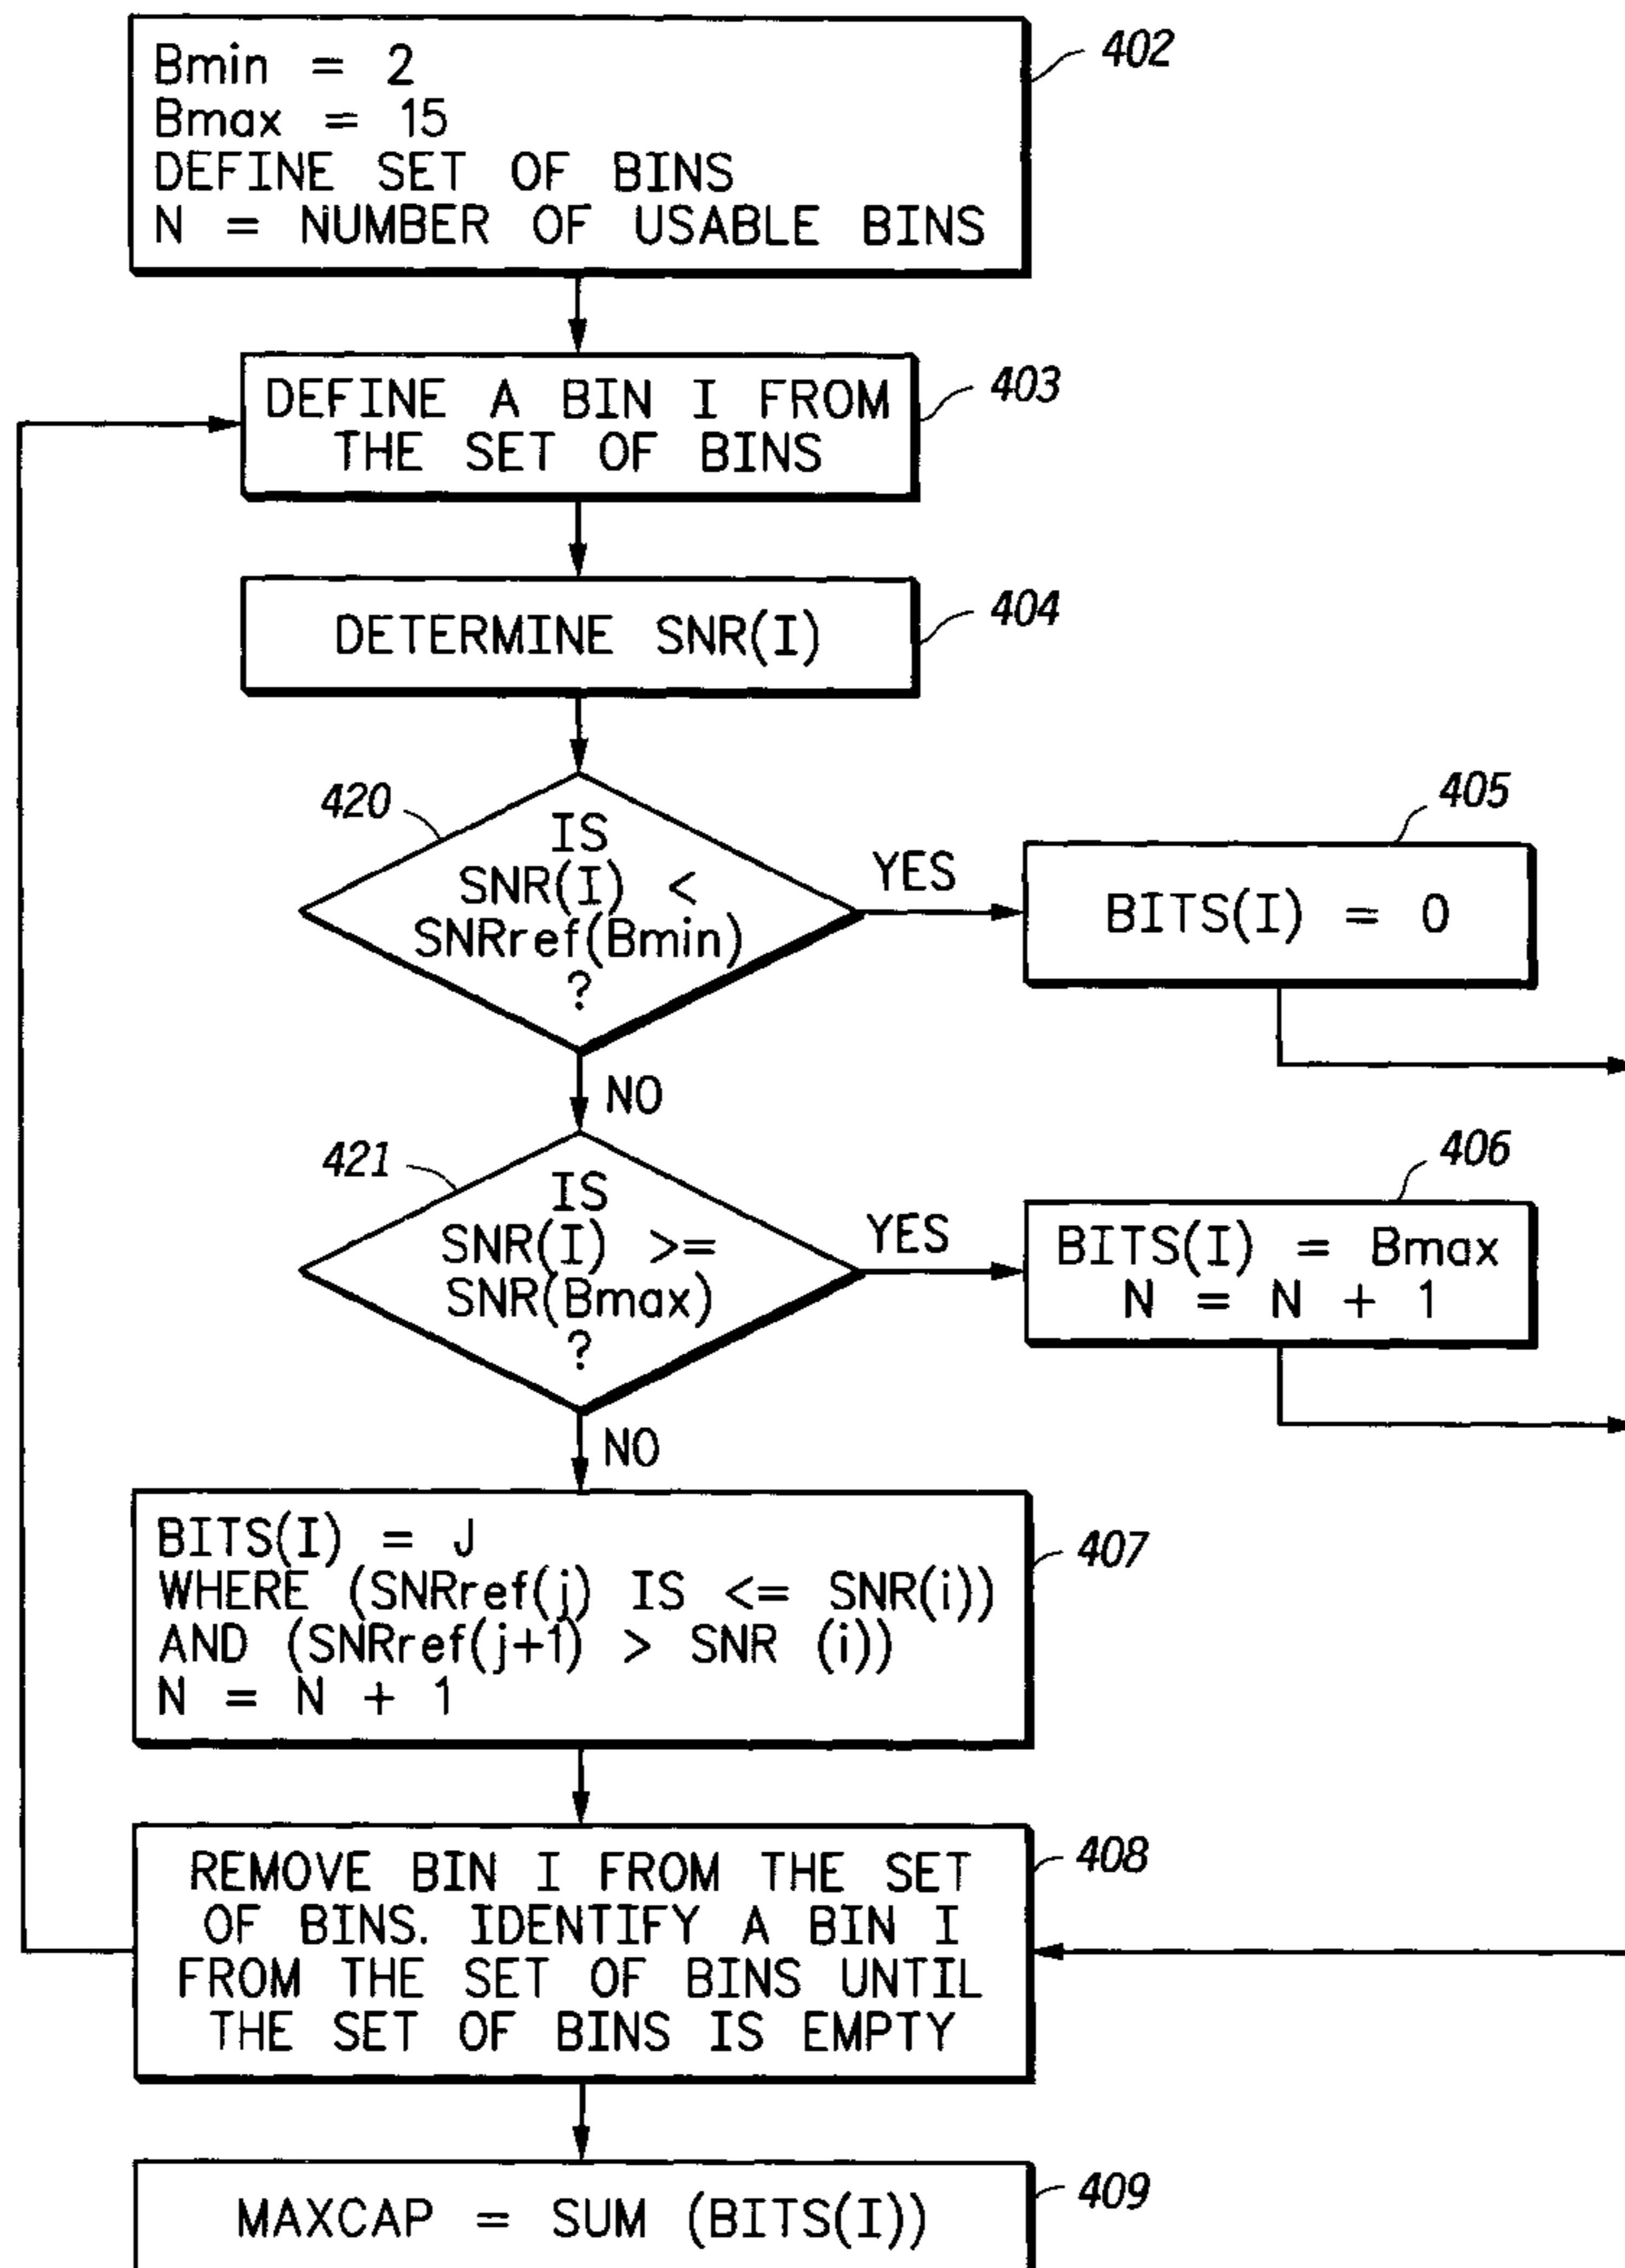 402
Bmin = 2
Bmax = 15
DEFINE SET OF BINS
N = NUMBER OF USABLE BINS
403
DEFINE A BIN I FROM
THE SET OF BINS
404
DETERMINE SNR(I)
420
IS
SNR(I) <
SNRref(Bmin)
?
YES
405
BITS(I) = 0
NO
421
IS
SNR(I) >=
SNR(Bmax)
?
YES
406
BITS(I) = Bmax
N = N + 1
NO
407
BITS(I) = J
WHERE (SNRref(j) IS <= SNR(i))
AND (SNRref(j+1) > SNR (i))
N = N + 1
408
REMOVE BIN I FROM THE SET
OF BINS. IDENTIFY A BIN I
FROM THE SET OF BINS UNTIL
THE SET OF BINS IS EMPTY
409
MAXCAP = SUM (BITS(I))